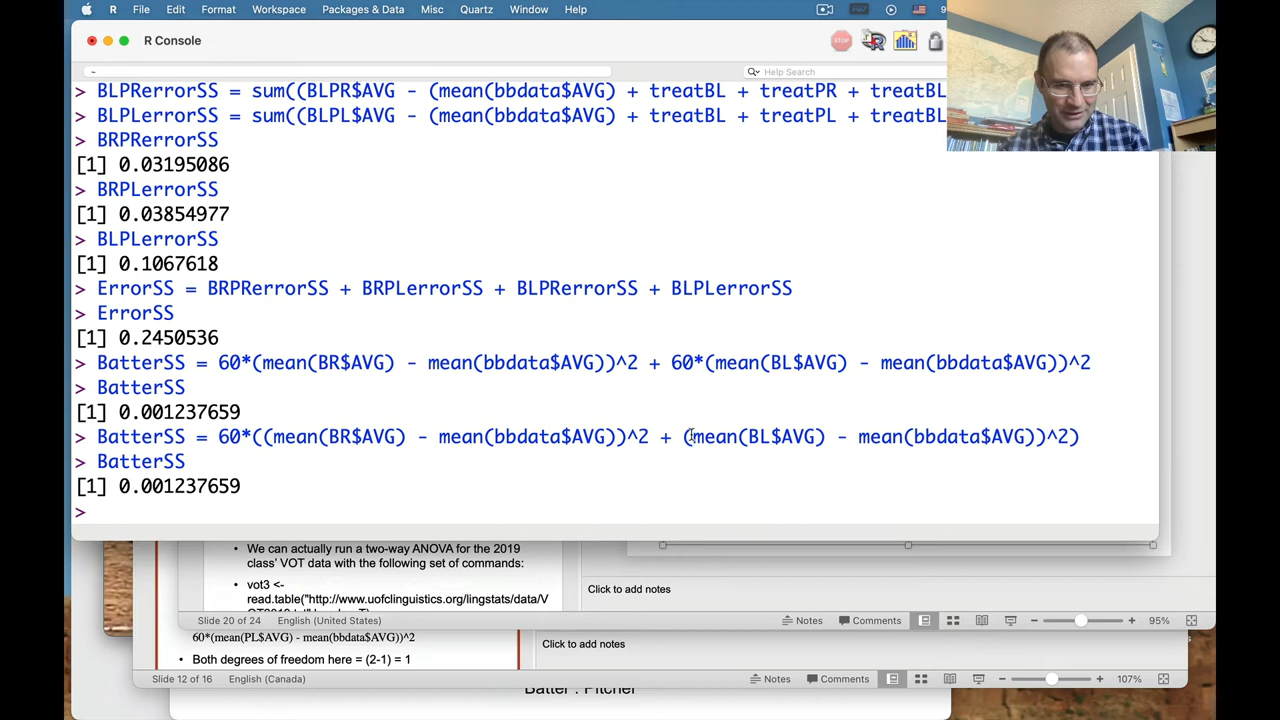 R File Edit Format Workspace Packages & Data Misc Quartz Window Help
R Console
STOP
~
Help Search
> BLPRerrorSS = sum((BLPR$AVG - (mean(bbdata$AVG) + treatBL + treatPR + treatBL
> BLPLerrorSS = sum((BLPL$AVG - (mean(bbdata$AVG) + treatBL + treatPL + treatBL
> BRPRerrorSS
[1] 0.03195086
> BRPLerrorSS
[1] 0.03854977
> BLPLerrorSS
[1] 0.1067618
> ErrorSS = BRPRerrorSS + BRPLerrorSS + BLPRerrorSS + BLPLerrorSS
> ErrorSS
[1] 0.2450536
> BatterSS = 60*(mean(BR$AVG) - mean(bbdata$AVG))^2 + 60*(mean(BL$AVG) - mean(bbdata$AVG))^2
> BatterSS
[1] 0.001237659
> BatterSS = 60*((mean(BR$AVG) - mean(bbdata$AVG))^2 + (mean(BL$AVG) - mean(bbdata$AVG))^2)
> BatterSS
[1] 0.001237659
>
• We can actually run a two-way ANOVA for the 2019
class' VOT data with the following set of commands:
• vot3 <-
read.table("http://www.uofclinguistics.org/lingstats/data/V
Click to add notes
Slide 20 of 24 English (United States) Notes Comments 95%
60*(mean(PL$AVG) - mean(bbdata$AVG))^2
• Both degrees of freedom here = (2-1) = 1
Click to add notes
Slide 12 of 16 English (Canada) Notes Comments 107%
Batter : Pitcher